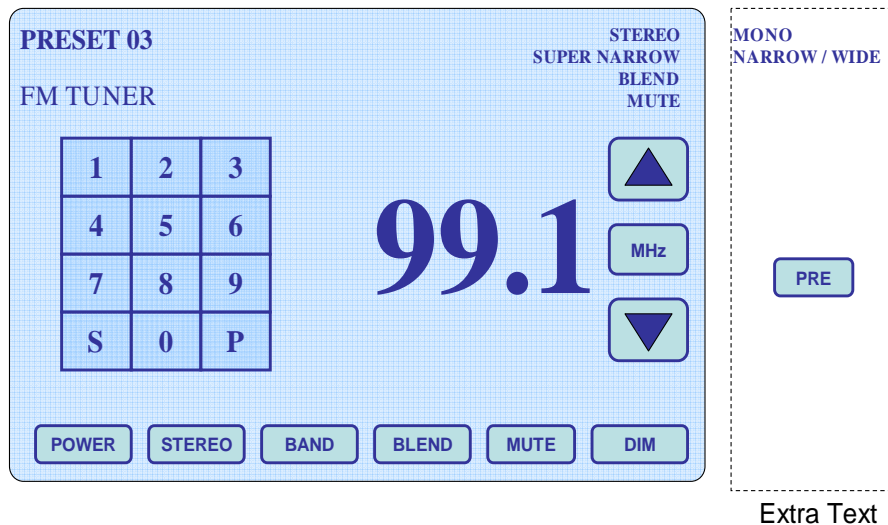 PRESET 03
FM TUNER
STEREO
SUPER NARROW
BLEND
MUTE
1 2 3
4 5 6
7 8 9
S 0 P
99.1
MHz
POWER STEREO BAND BLEND MUTE DIM
MONO
NARROW / WIDE
PRE
Extra Text